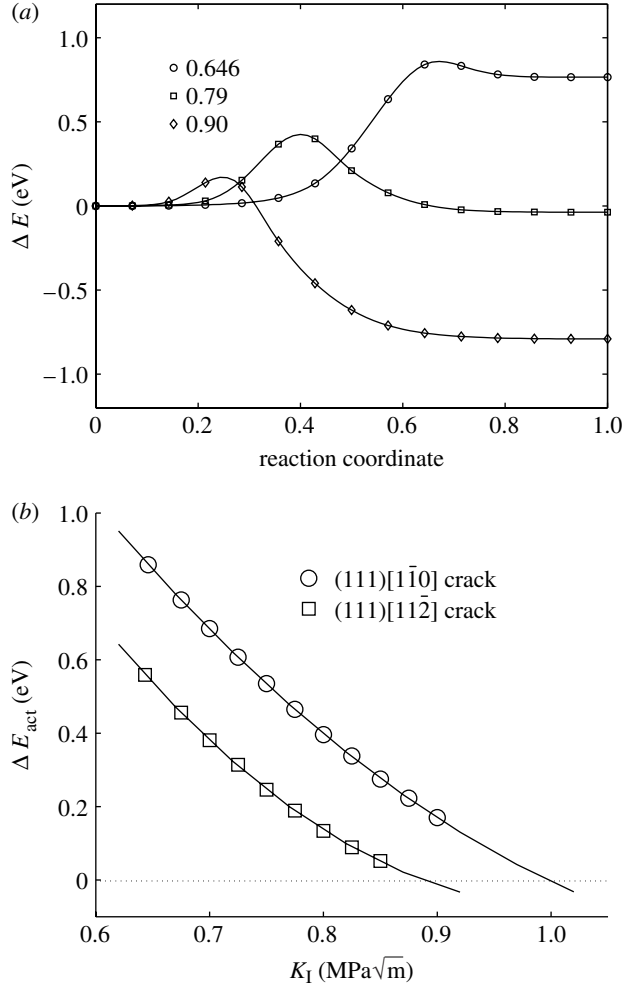 (a)
1.0
0.646
0.79
0.90
0.5
0
−0.5
−1.0
Δ E (eV)
0 0.2 0.4 0.6 0.8 1.0
reaction coordinate
(b)
1.0
(111)[11̄0] crack
(111)[112̄] crack
0.8
0.6
0.4
0.2
0
Δ E_act (eV)
0.6 0.7 0.8 0.9 1.0
K_I (MPa√m)